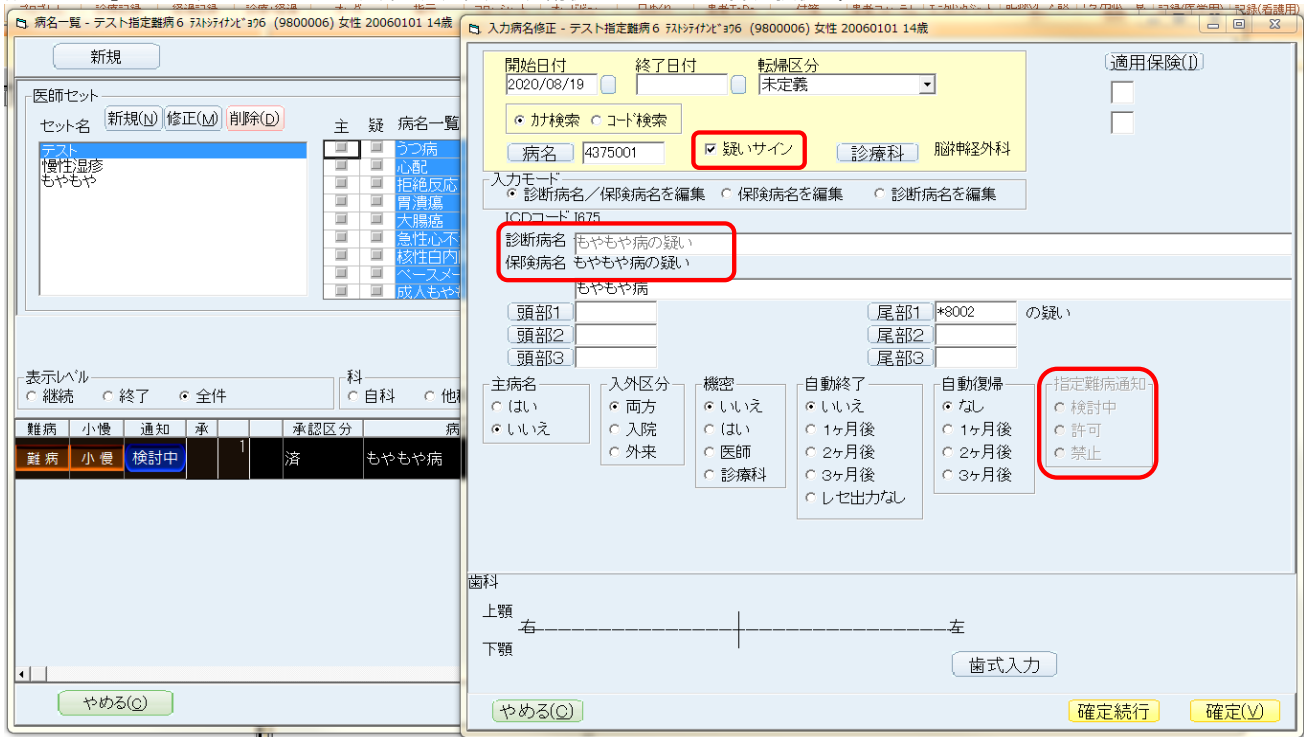 病名一覧 - テスト指定難病6 ﾃｽﾄｼﾃｲﾅﾝﾋﾞｮｳ6 (9800006) 女性 20060101 14歳
新規
医師セット
セット名 新規(N) 修正(M) 削除(D)
主 疑 病名一覧
テスト
慢性湿疹
もやもや
うつ病
心配
拒絶反応
胃潰瘍
大腸癌
急性心不
核性白内
ペースメー
成人もやも
表示レベル
継続 終了 全件
科
自科 他科
難病 小慢 通知 承 承認区分 病
難病 小慢 検討中 1 済 もやもや病
やめる(C)
入力病名修正 - テスト指定難病6 ﾃｽﾄｼﾃｲﾅﾝﾋﾞｮｳ6 (9800006) 女性 20060101 14歳
開始日付 終了日付 転帰区分
2020/08/19 未定義
適用保険(I)
カナ検索 コード検索
病名 4375001 疑いサイン 診療科 脳神経外科
入力モード
診断病名／保険病名を編集 保険病名を編集 診断病名を編集
ICDコード I675
診断病名 もやもや病の疑い
保険病名 もやもや病の疑い
もやもや病
頭部1 尾部1 *8002 の疑い
頭部2 尾部2
頭部3 尾部3
主病名 入外区分 機密 自動終了 自動復帰 指定難病通知
はい 両方 いいえ いいえ なし 検討中
いいえ 入院 はい 1ヶ月後 1ヶ月後 許可
外来 医師 2ヶ月後 2ヶ月後 禁止
診療科 3ヶ月後 3ヶ月後
レセ出力なし
歯科
上顎
右 左
下顎
歯式入力
やめる(C) 確定続行 確定(V)